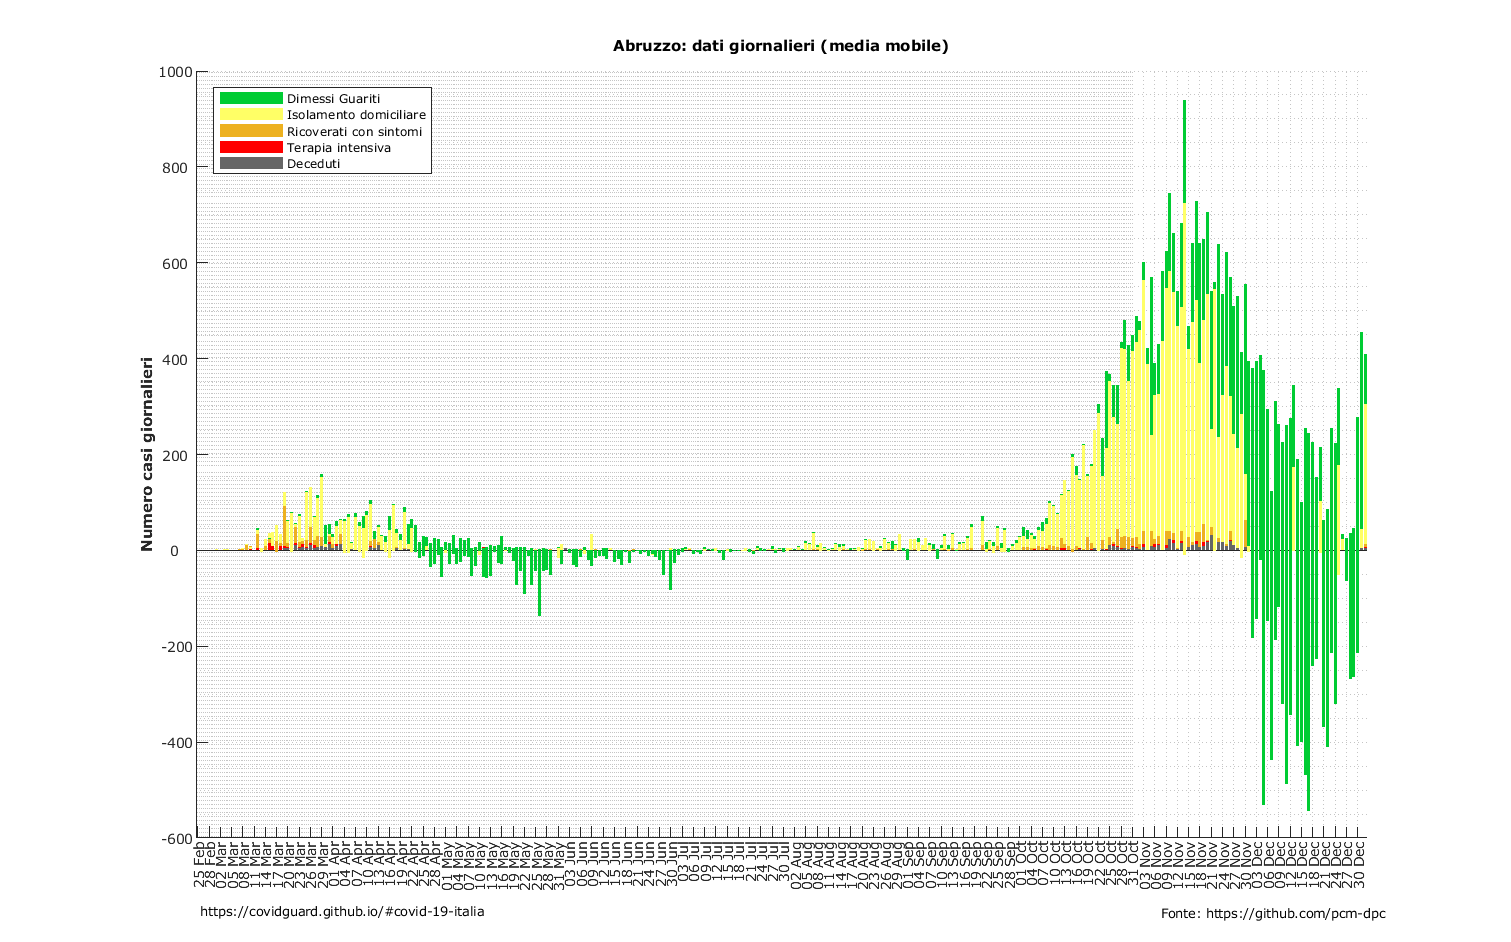 Abruzzo: dati giornalieri (media mobile)
1000
800
600
400
200
0
-200
-400
-600
Numero casi giornalieri
Dimessi Guariti
Isolamento domiciliare
Ricoverati con sintomi
Terapia intensiva
Deceduti
25 Feb
28 Feb
02 Mar
05 Mar
08 Mar
11 Mar
14 Mar
17 Mar
20 Mar
23 Mar
26 Mar
29 Mar
01 Apr
04 Apr
07 Apr
10 Apr
13 Apr
16 Apr
19 Apr
22 Apr
25 Apr
28 Apr
01 May
04 May
07 May
10 May
13 May
16 May
19 May
22 May
25 May
28 May
31 May
03 Jun
06 Jun
09 Jun
12 Jun
15 Jun
18 Jun
21 Jun
24 Jun
27 Jun
30 Jun
03 Jul
06 Jul
09 Jul
12 Jul
15 Jul
18 Jul
21 Jul
24 Jul
27 Jul
30 Jul
02 Aug
05 Aug
08 Aug
11 Aug
14 Aug
17 Aug
20 Aug
23 Aug
26 Aug
29 Aug
01 Sep
04 Sep
07 Sep
10 Sep
13 Sep
16 Sep
19 Sep
22 Sep
25 Sep
28 Sep
01 Oct
04 Oct
07 Oct
10 Oct
13 Oct
16 Oct
19 Oct
22 Oct
25 Oct
28 Oct
31 Oct
03 Nov
06 Nov
09 Nov
12 Nov
15 Nov
18 Nov
21 Nov
24 Nov
27 Nov
30 Nov
03 Dec
06 Dec
09 Dec
12 Dec
15 Dec
18 Dec
21 Dec
24 Dec
27 Dec
30 Dec
https://covidguard.github.io/#covid-19-italia
Fonte: https://github.com/pcm-dpc